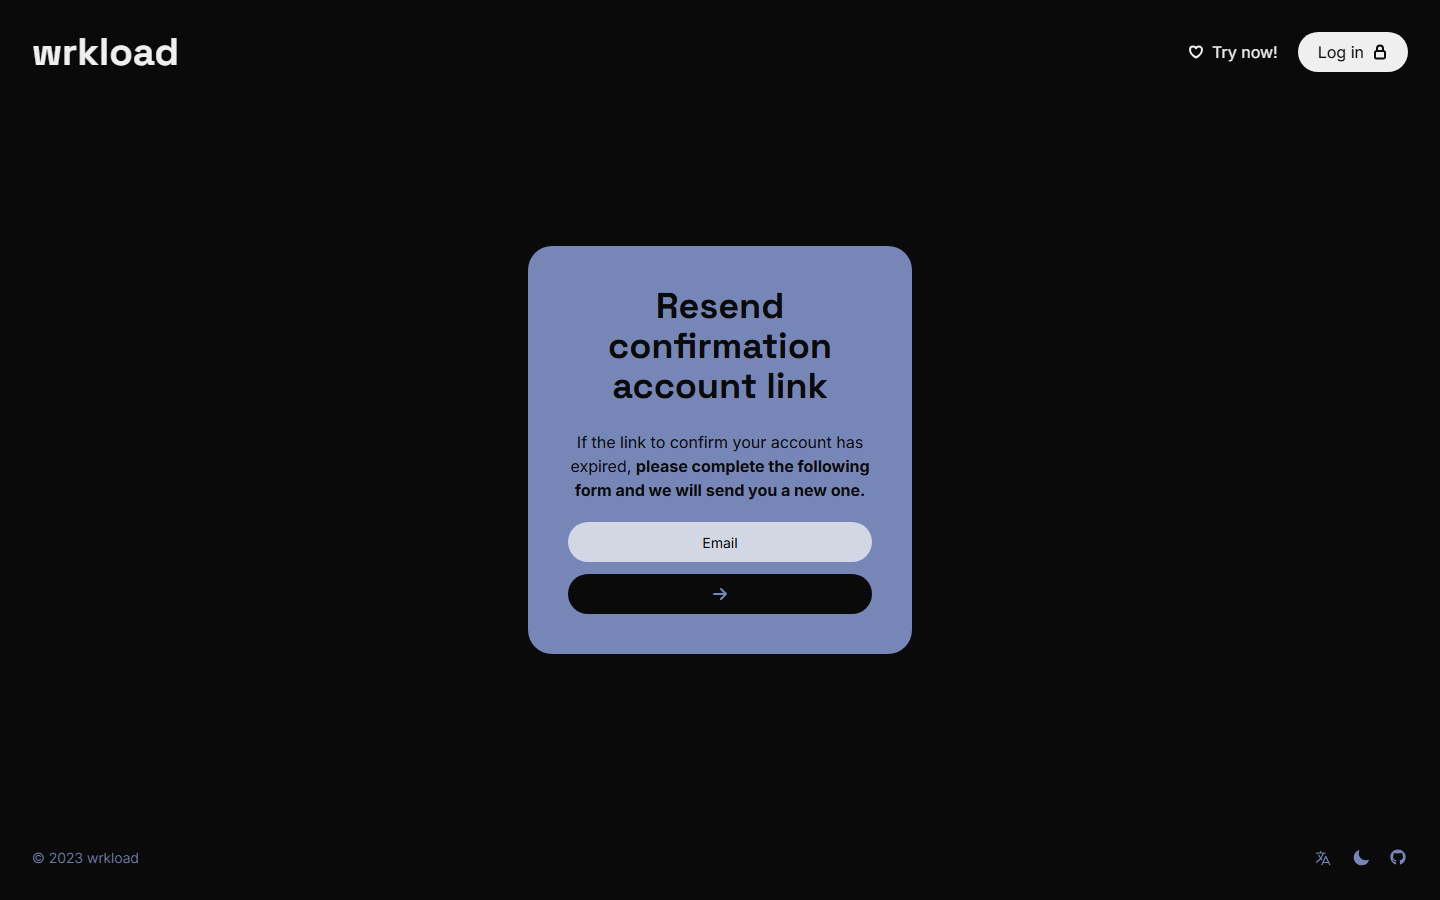 wrkload
Try now!
Log in
Resend
confirmation
account link
If the link to confirm your account has
expired, please complete the following
form and we will send you a new one.
Email
© 2023 wrkload